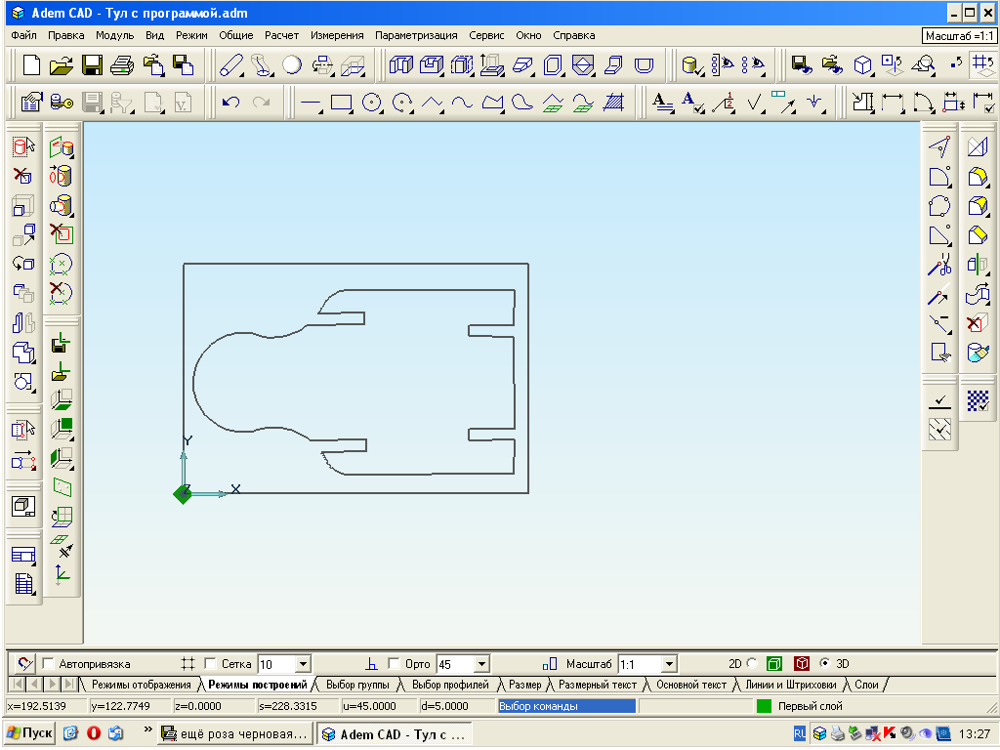 Adem CAD - Тул с программой.adm
Файл Правка Модуль Вид Режим Общие Расчет Измерения Параметризация Сервис Окно Справка
Масштаб =1:1
Y
Z X
Автопривязка Сетка 10 Орто 45 Масштаб 1:1 2D 3D
Режимы отображения Режимы построений Выбор группы Выбор профилей Размер Размерный текст Основной текст Линии и Штриховки Слои
x=192.5139 y=122.7749 z=0.0000 s=228.3315 u=45.0000 d=5.0000 Выбор команды Первый слой
Пуск » ещё роза черновая... Adem CAD - Тул с ... RU 13:27